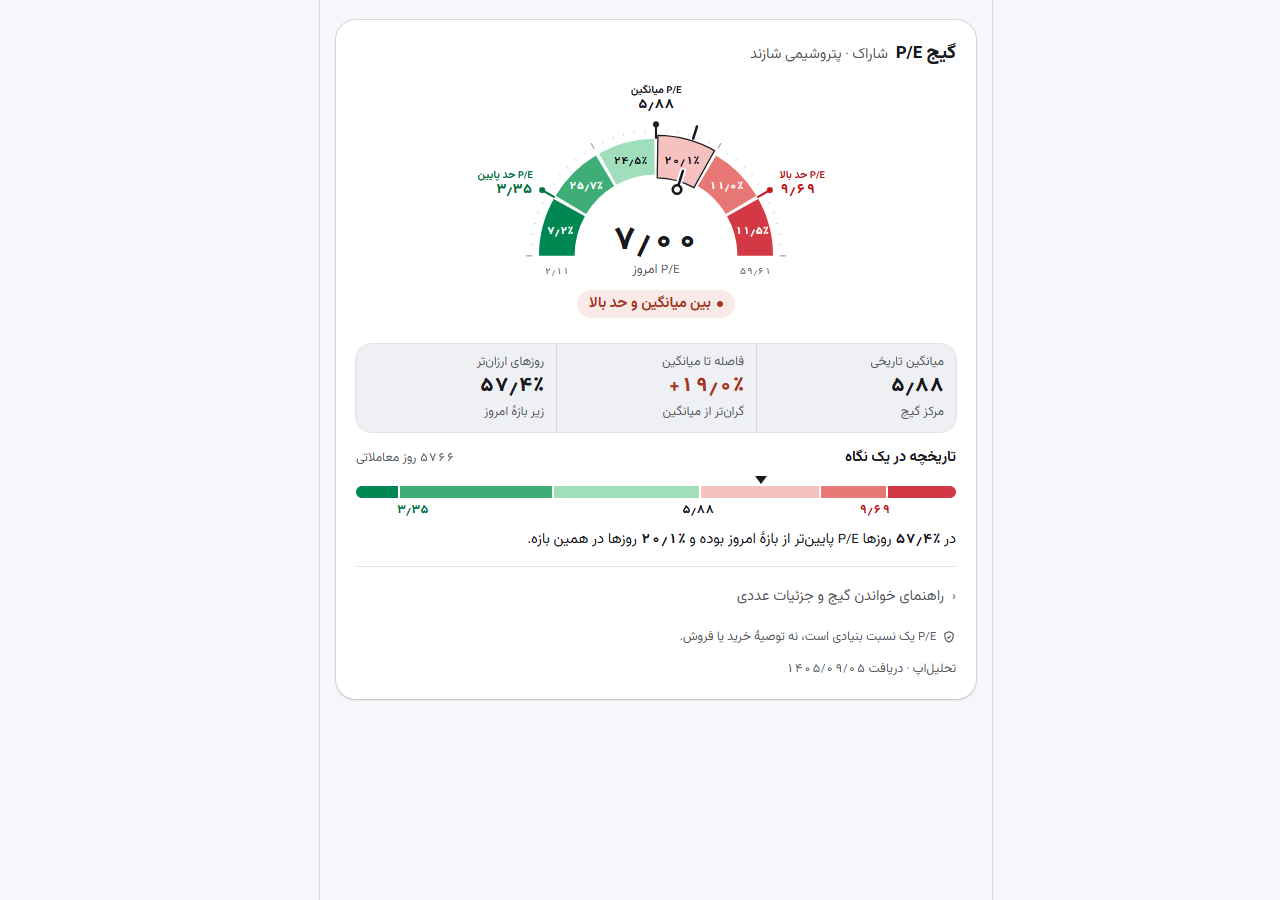 گیج P/E شاراک · پتروشیمی شازند
P/E میانگین
۵٫۸۸
P/E حد بالا
۹٫۶۹
P/E حد پایین
۳٫۳۵
۷٫۲٪
۲۵٫۷٪
۲۴٫۵٪
۲۰٫۱٪
۱۱٫۰٪
۱۱٫۵٪
۷٫۰۰
P/E امروز
۲٫۱۱
۵۹٫۶۱
بین میانگین و حد بالا
میانگین تاریخی
۵٫۸۸
مرکز گیج
فاصله تا میانگین
+۱۹٫۰٪
گران‌تر از میانگین
روزهای ارزان‌تر
۵۷٫۴٪
زیر بازهٔ امروز
تاریخچه در یک نگاه
۵۷۶۶ روز معاملاتی
۹٫۶۹
۵٫۸۸
۳٫۳۵
در ۵۷٫۴٪ روزها P/E پایین‌تر از بازهٔ امروز بوده و ۲۰٫۱٪ روزها در همین بازه.
‹ راهنمای خواندن گیج و جزئیات عددی
P/E یک نسبت بنیادی است، نه توصیهٔ خرید یا فروش.
تحلیل‌اپ · دریافت ۱۴۰۵/۰۹/۰۵